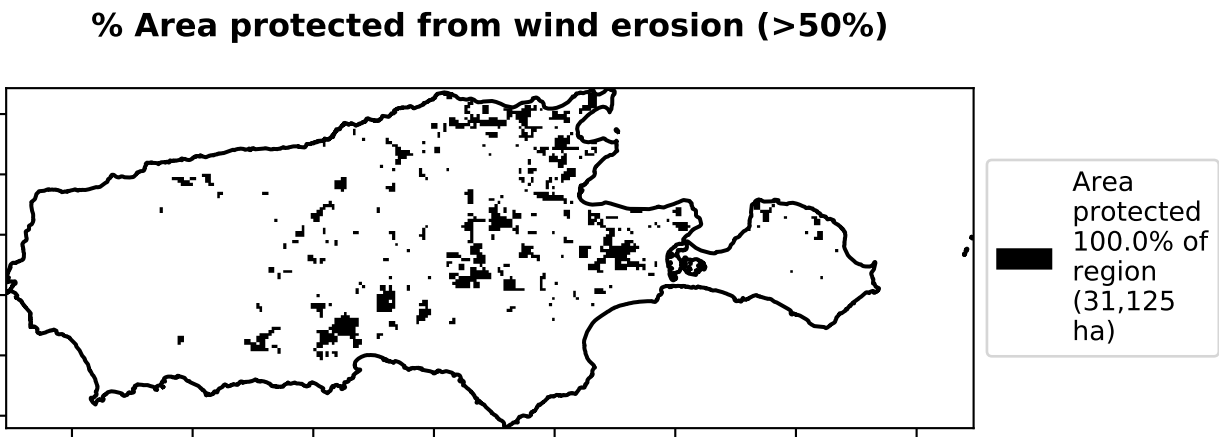 % Area protected from wind erosion (>50%)
Area
protected
100.0% of
region
(31,125
ha)